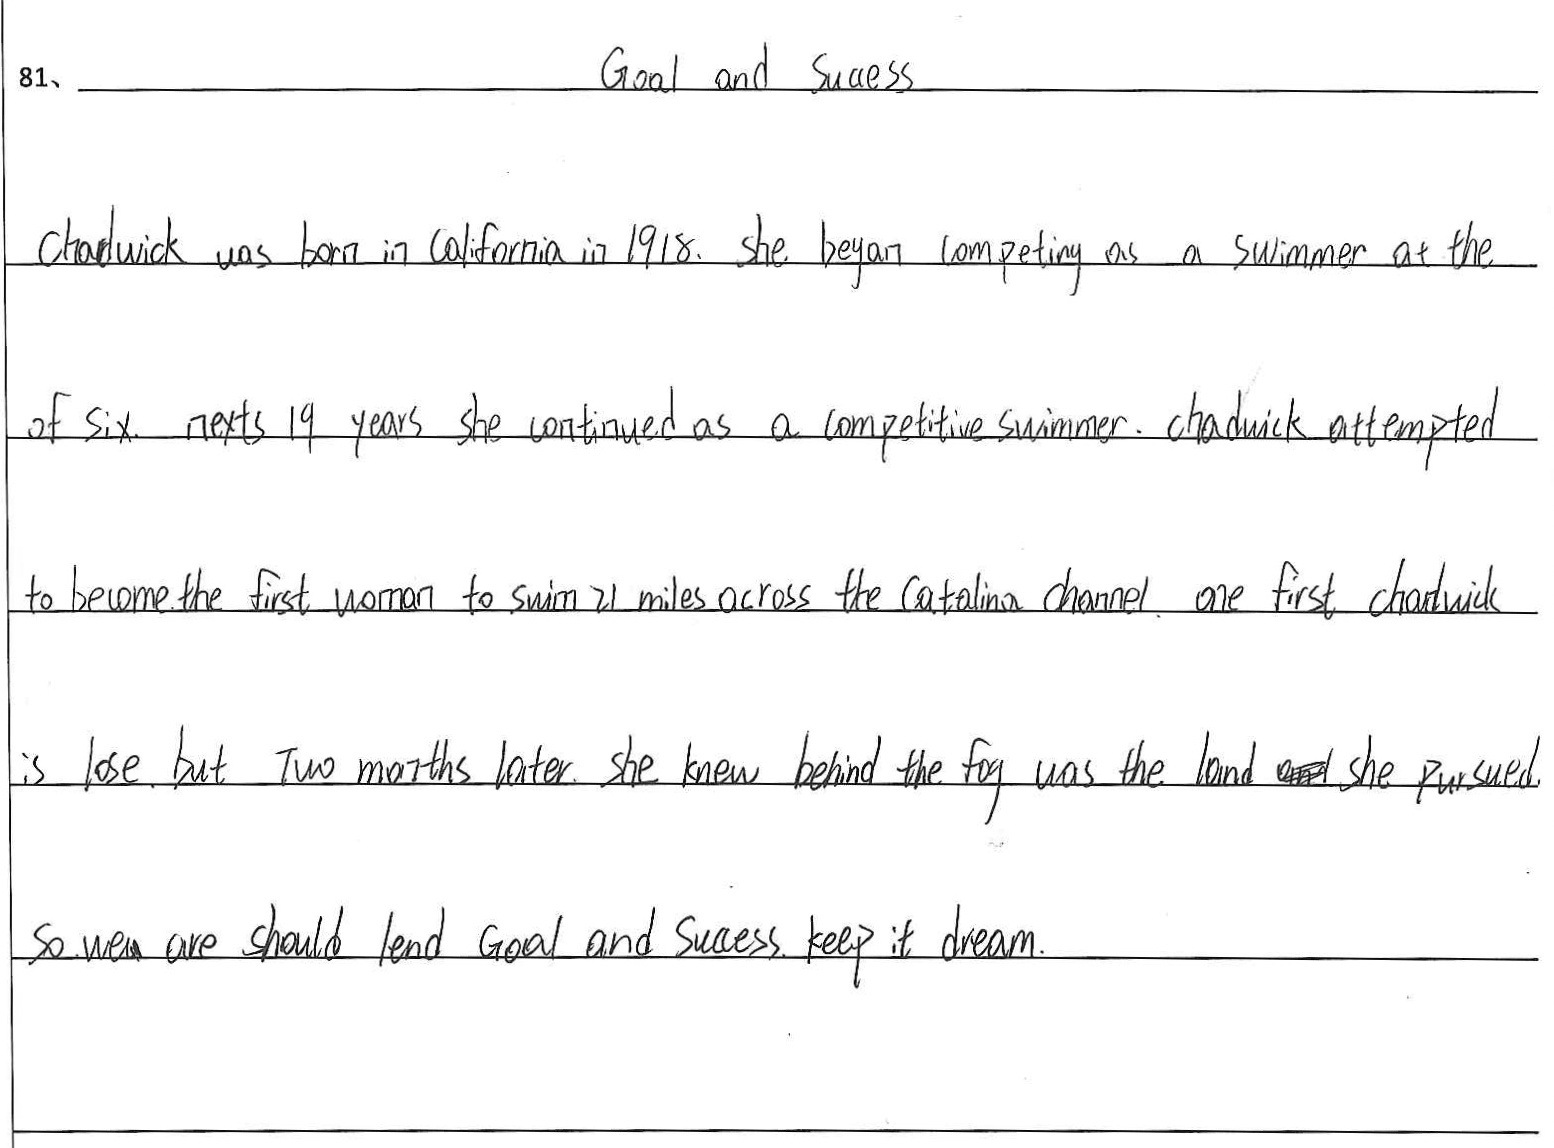 81、 Goal and Sucess
Chadwick was born in California in 1918. she began competing as a swimmer at the
of six. nexts 19 years she continued as a competitive swimmer. chadwick attempted
to become the first woman to swim 21 miles across the Catalina channel. one first chadwick
is lose. but Two months later. she knew behind the fog was the land she pursued.
So are should lend Goal and Success. keep it dream.